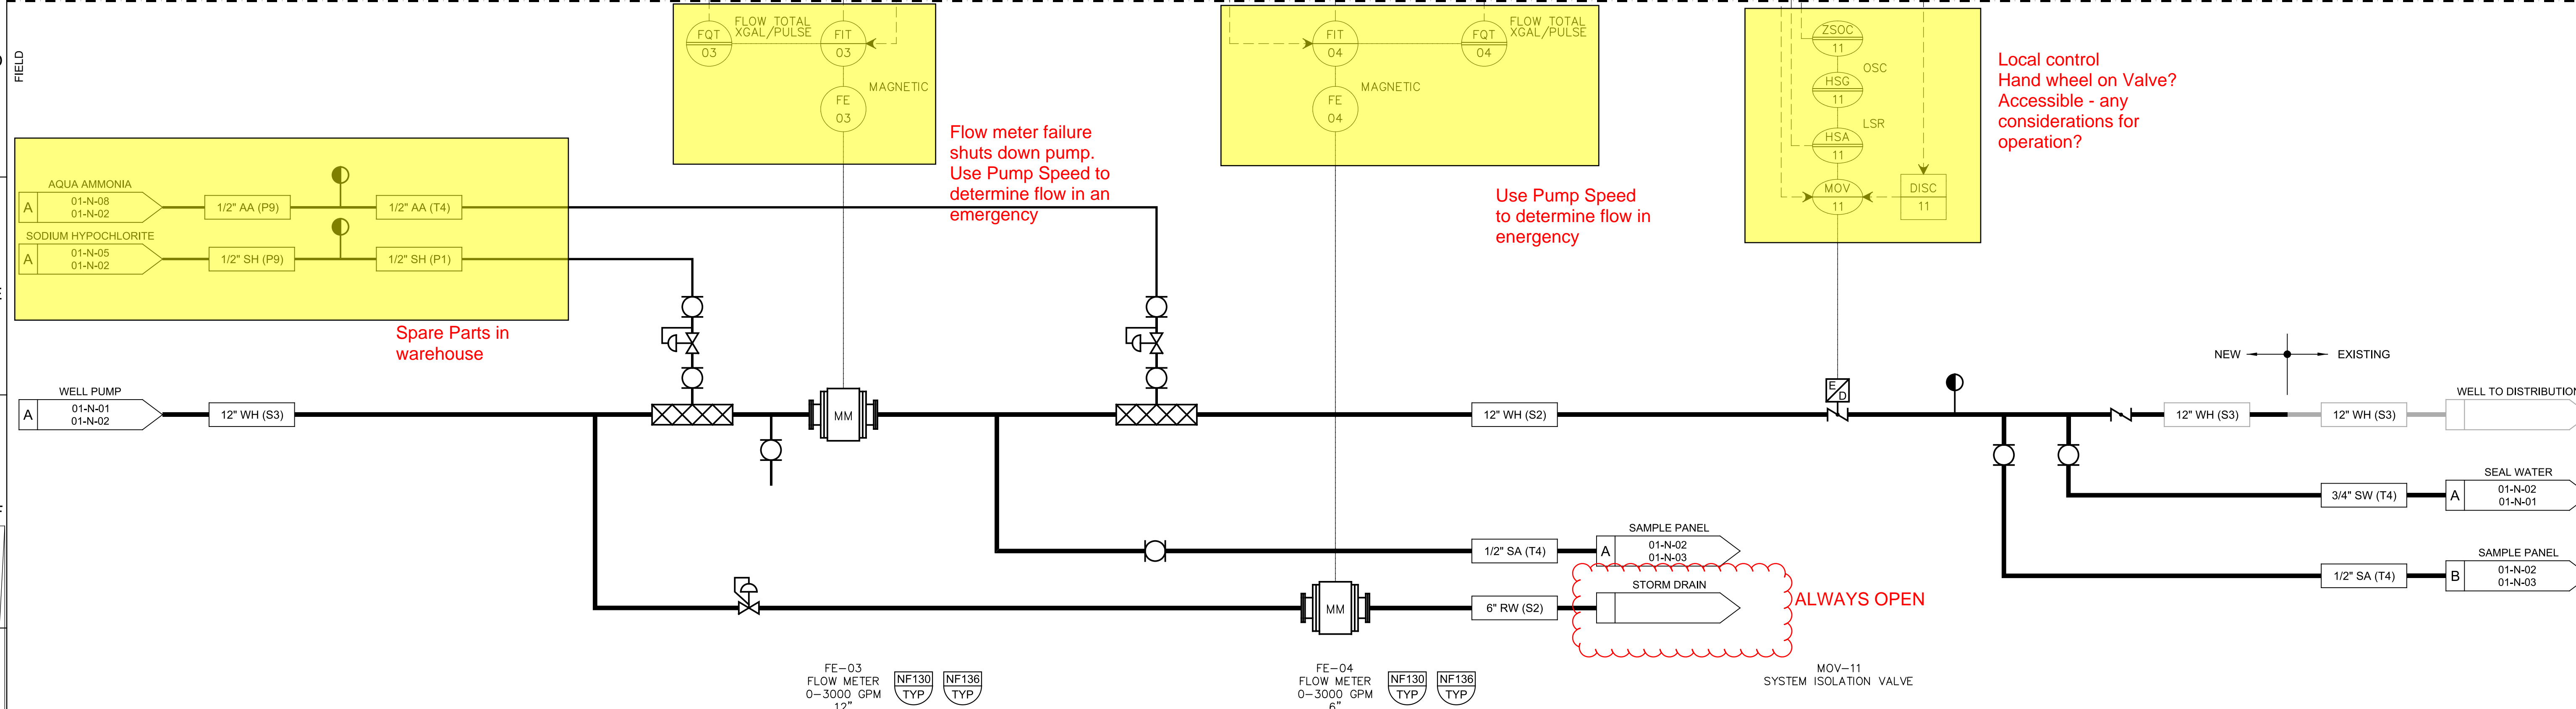 FIELD
FQT
03
FLOW TOTAL
XGAL/PULSE
FIT
03
FE
03
MAGNETIC
FIT
04
FLOW TOTAL
XGAL/PULSE
FQT
04
FE
04
MAGNETIC
ZSOC
11
OSC
HSG
11
LSR
HSA
11
MOV
11
DISC
11
Local control
Hand wheel on Valve?
Accessible - any
considerations for
operation?
Flow meter failure
shuts down pump.
Use Pump Speed to
determine flow in an
emergency
Use Pump Speed
to determine flow in
energency
AQUA AMMONIA
A
01-N-08
01-N-02
1/2" AA (P9)
1/2" AA (T4)
SODIUM HYPOCHLORITE
A
01-N-05
01-N-02
1/2" SH (P9)
1/2" SH (P1)
Spare Parts in
warehouse
WELL PUMP
A
01-N-01
01-N-02
12" WH (S3)
MM
12" WH (S2)
E/D
NEW
EXISTING
12" WH (S3)
12" WH (S3)
WELL TO DISTRIBUTION
SEAL WATER
3/4" SW (T4)
A
01-N-02
01-N-01
SAMPLE PANEL
1/2" SA (T4)
A
01-N-02
01-N-03
SAMPLE PANEL
1/2" SA (T4)
B
01-N-02
01-N-03
STORM DRAIN
MM
6" RW (S2)
ALWAYS OPEN
FE-03
FLOW METER
0-3000 GPM
12"
NF130
TYP
NF136
TYP
FE-04
FLOW METER
0-3000 GPM
6"
NF130
TYP
NF136
TYP
MOV-11
SYSTEM ISOLATION VALVE